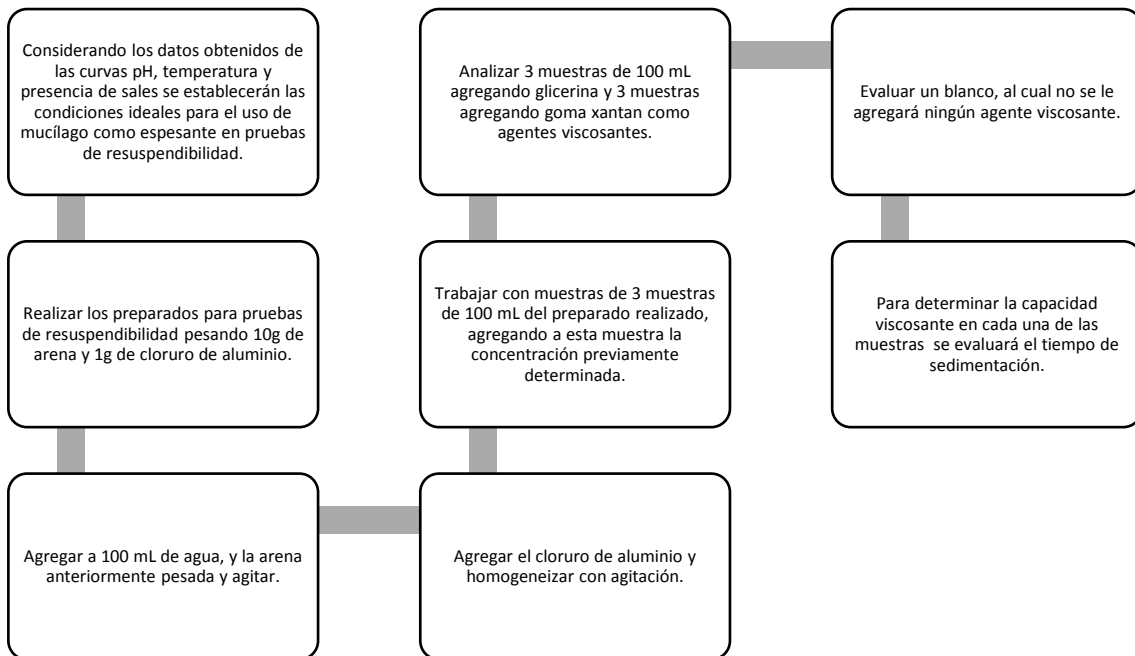 Considerando los datos obtenidos de
las curvas pH, temperatura y
presencia de sales se establecerán las
condiciones ideales para el uso de
mucílago como espesante en pruebas
de resuspendibilidad.
Realizar los preparados para pruebas
de resuspendibilidad pesando 10g de
arena y 1g de cloruro de aluminio.
Agregar a 100 mL de agua, y la arena
anteriormente pesada y agitar.
Agregar el cloruro de aluminio y
homogeneizar con agitación.
Trabajar con muestras de 3 muestras
de 100 mL del preparado realizado,
agregando a esta muestra la
concentración previamente
determinada.
Analizar 3 muestras de 100 mL
agregando glicerina y 3 muestras
agregando goma xantan como
agentes viscosantes.
Evaluar un blanco, al cual no se le
agregará ningún agente viscosante.
Para determinar la capacidad
viscosante en cada una de las
muestras se evaluará el tiempo de
sedimentación.